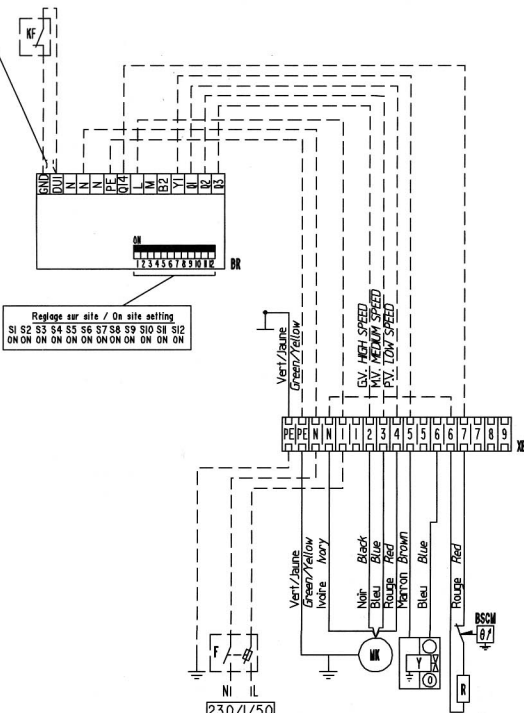 KF
GND DU1 N N N PE Q14 L M B2 Y1 Q1 Q2 Q3
ON
1 2 3 4 5 6 7 8 9 10 11 12
BR
Reglage sur site / On site setting
S1 S2 S3 S4 S5 S6 S7 S8 S9 S10 S11 S12
ON ON ON ON ON ON ON ON ON ON ON ON
Vert/Jaune
Green/Yellow
G.V. HIGH SPEED
M.V. MEDIUM SPEED
P.V. LOW SPEED
PE PE N N 1 1 2 3 4 5 5 6 6 7 7 8 9
Vert/Jaune
Green/Yellow
Ivoire Ivory
Noir Black
Bleu Blue
Rouge Red
Marron Brown
Bleu Blue
Rouge Red
BSCM
θ
F
MK
Y
R
N1 L
230/1/50